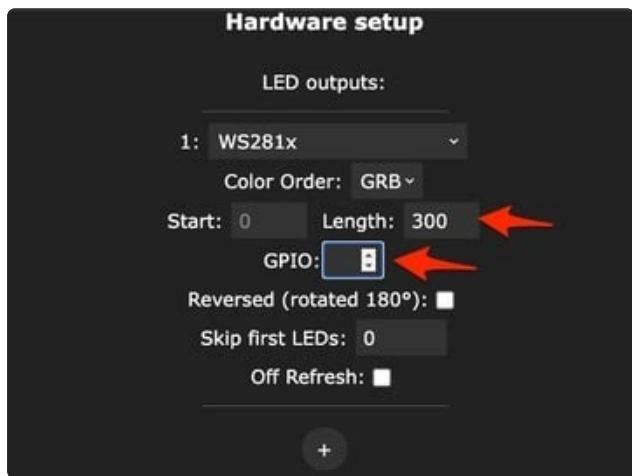 Hardware setup
LED outputs:
1: WS281x
Color Order: GRB
Start: 0 Length: 300
GPIO:
Reversed (rotated 180°):
Skip first LEDs: 0
Off Refresh:
+